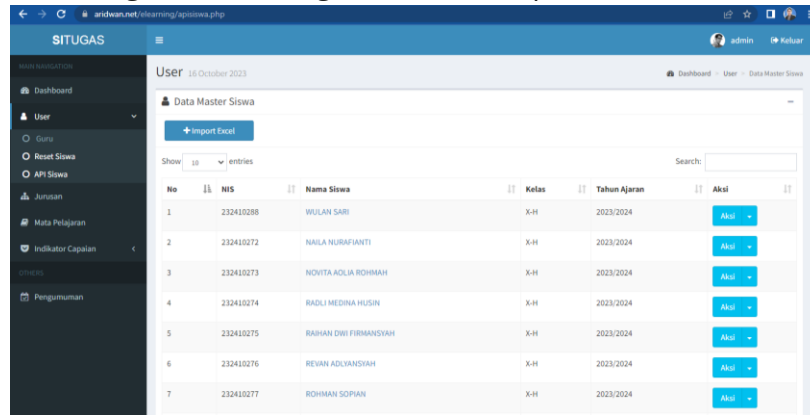 aridwan.net/elearning/apisiswa.php
SITUGAS
admin Keluar
MAIN NAVIGATION
Dashboard
User
Guru
Reset Siswa
API Siswa
Jurusan
Mata Pelajaran
Indikator Capaian
OTHERS
Pengumuman
User 16 October 2023
Dashboard > User > Data Master Siswa
Data Master Siswa
+ Import Excel
Show 10 entries
Search:
No NIS Nama Siswa Kelas Tahun Ajaran Aksi
1 232410288 WULAN SARI X-H 2023/2024 Aksi
2 232410272 NAILA NURAFIANTI X-H 2023/2024 Aksi
3 232410273 NOVITA AOLIA ROHMAH X-H 2023/2024 Aksi
4 232410274 RADLI MEDINA HUSIN X-H 2023/2024 Aksi
5 232410275 RAIHAN DWI FIRMANSYAH X-H 2023/2024 Aksi
6 232410276 REVAN ADLYANSYAH X-H 2023/2024 Aksi
7 232410277 ROHMAN SOPIAN X-H 2023/2024 Aksi